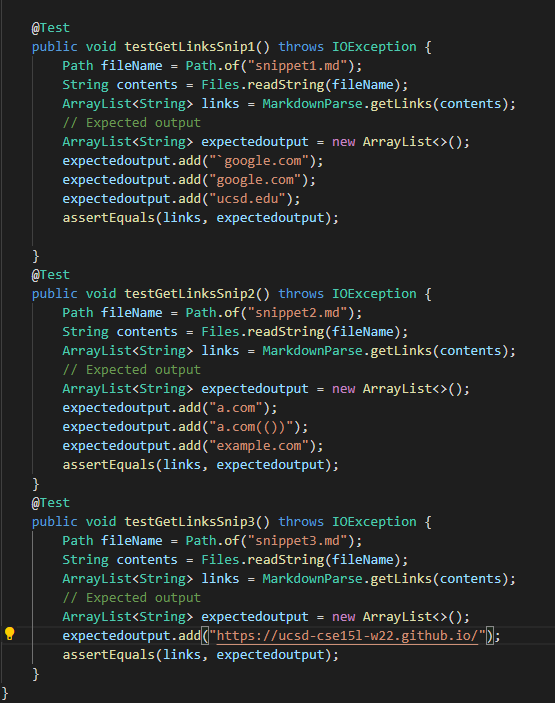 @Test
public void testGetLinksSnip1() throws IOException {
Path fileName = Path.of("snippet1.md");
String contents = Files.readString(fileName);
ArrayList<String> links = MarkdownParse.getLinks(contents);
// Expected output
ArrayList<String> expectedoutput = new ArrayList<>();
expectedoutput.add("`google.com");
expectedoutput.add("google.com");
expectedoutput.add("ucsd.edu");
assertEquals(links, expectedoutput);
}
@Test
public void testGetLinksSnip2() throws IOException {
Path fileName = Path.of("snippet2.md");
String contents = Files.readString(fileName);
ArrayList<String> links = MarkdownParse.getLinks(contents);
// Expected output
ArrayList<String> expectedoutput = new ArrayList<>();
expectedoutput.add("a.com");
expectedoutput.add("a.com(())");
expectedoutput.add("example.com");
assertEquals(links, expectedoutput);
}
@Test
public void testGetLinksSnip3() throws IOException {
Path fileName = Path.of("snippet3.md");
String contents = Files.readString(fileName);
ArrayList<String> links = MarkdownParse.getLinks(contents);
// Expected output
ArrayList<String> expectedoutput = new ArrayList<>();
expectedoutput.add("https://ucsd-cse15l-w22.github.io/");
assertEquals(links, expectedoutput);
}
}